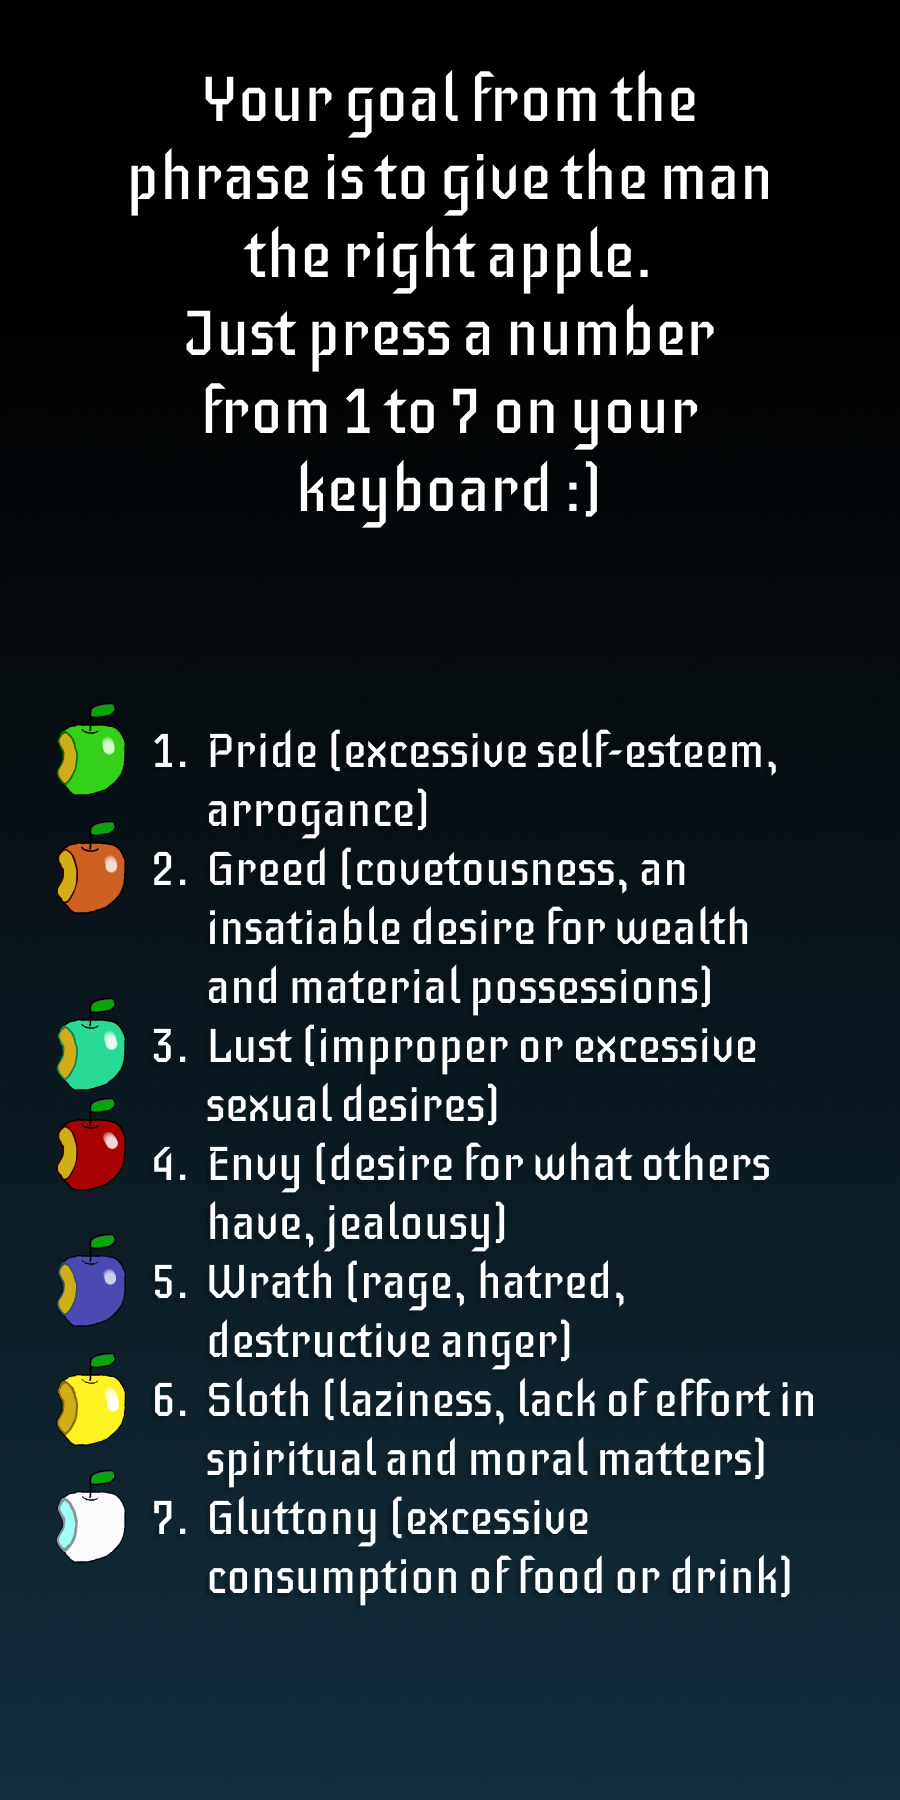 Your goal from the
phrase is to give the man
the right apple.
Just press a number
from 1 to 7 on your
keyboard :)
1. Pride (excessive self-esteem,
arrogance)
2. Greed (covetousness, an
insatiable desire for wealth
and material possessions)
3. Lust (improper or excessive
sexual desires)
4. Envy (desire for what others
have, jealousy)
5. Wrath (rage, hatred,
destructive anger)
6. Sloth (laziness, lack of effort in
spiritual and moral matters)
7. Gluttony (excessive
consumption of food or drink)